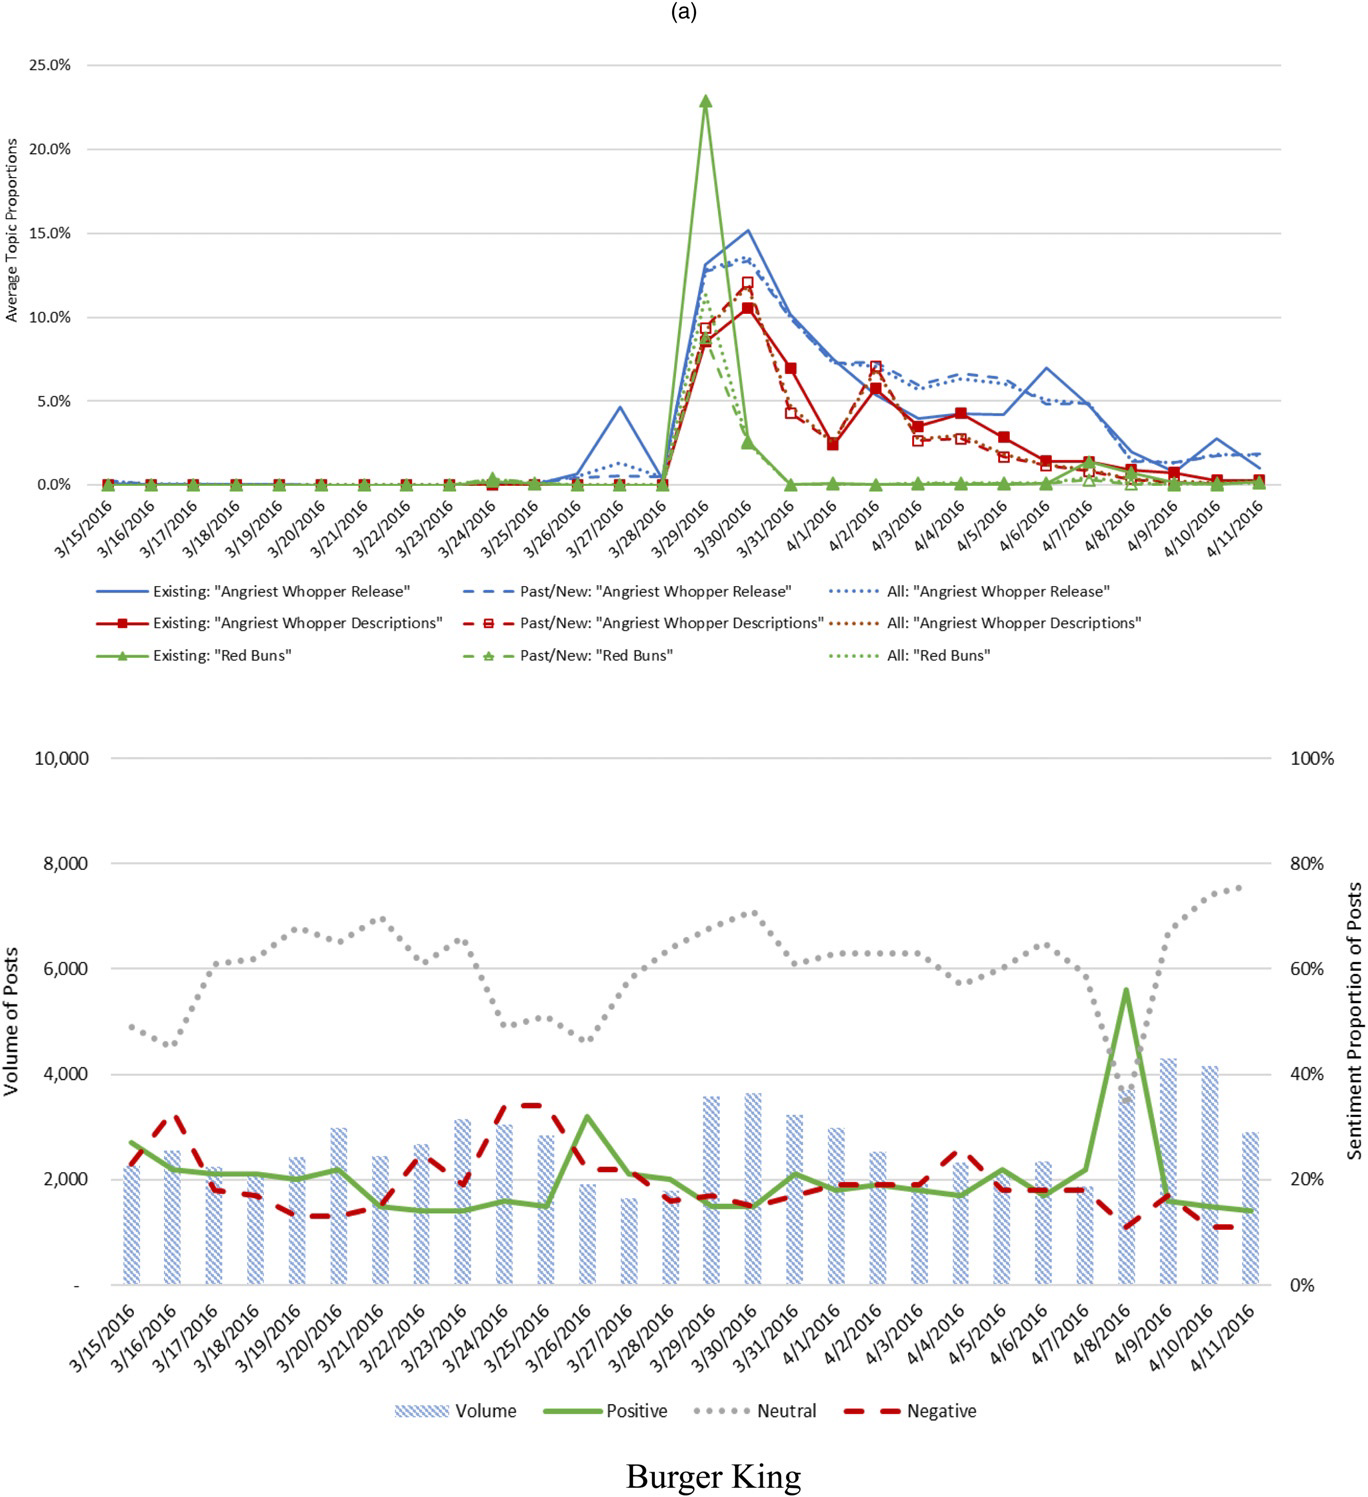 (a)
Average Topic Proportions
25.0%
20.0%
15.0%
10.0%
5.0%
0.0%
3/15/2016 3/16/2016 3/17/2016 3/18/2016 3/19/2016 3/20/2016 3/21/2016 3/22/2016 3/23/2016 3/24/2016 3/25/2016 3/26/2016 3/27/2016 3/28/2016 3/29/2016 3/30/2016 3/31/2016 4/1/2016 4/2/2016 4/3/2016 4/4/2016 4/5/2016 4/6/2016 4/7/2016 4/8/2016 4/9/2016 4/10/2016 4/11/2016
Existing: "Angriest Whopper Release" Past/New: "Angriest Whopper Release" All: "Angriest Whopper Release"
Existing: "Angriest Whopper Descriptions" Past/New: "Angriest Whopper Descriptions" All: "Angriest Whopper Descriptions"
Existing: "Red Buns" Past/New: "Red Buns" All: "Red Buns"
Volume of Posts
10,000
8,000
6,000
4,000
2,000
-
100%
80%
60%
40%
20%
0%
Sentiment Proportion of Posts
3/15/2016 3/16/2016 3/17/2016 3/18/2016 3/19/2016 3/20/2016 3/21/2016 3/22/2016 3/23/2016 3/24/2016 3/25/2016 3/26/2016 3/27/2016 3/28/2016 3/29/2016 3/30/2016 3/31/2016 4/1/2016 4/2/2016 4/3/2016 4/4/2016 4/5/2016 4/6/2016 4/7/2016 4/8/2016 4/9/2016 4/10/2016 4/11/2016
Volume Positive Neutral Negative
Burger King